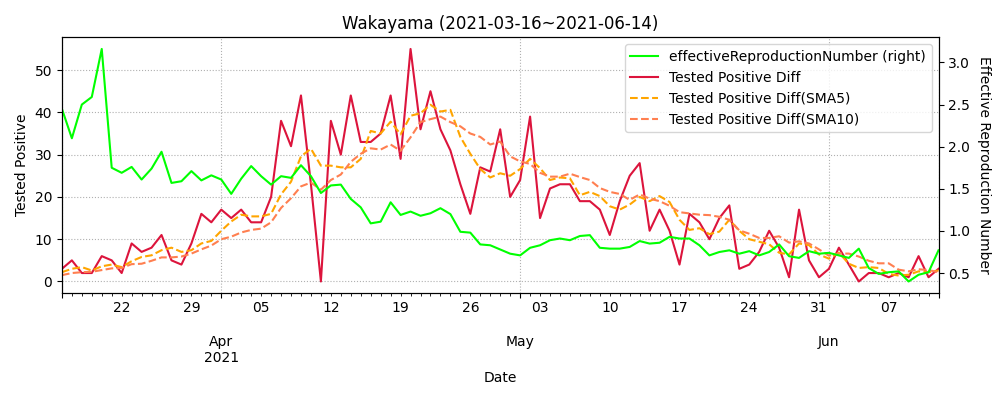 Wakayama (2021-03-16~2021-06-14)
effectiveReproductionNumber (right)
Tested Positive Diff
Tested Positive Diff(SMA5)
Tested Positive Diff(SMA10)
Tested Positive
50
40
30
20
10
0
3.0
2.5
2.0
1.5
1.0
0.5
Effective Reproduction Number
22 29 05 12 19 26 03 10 17 24 31 07
Apr May Jun
2021
Date